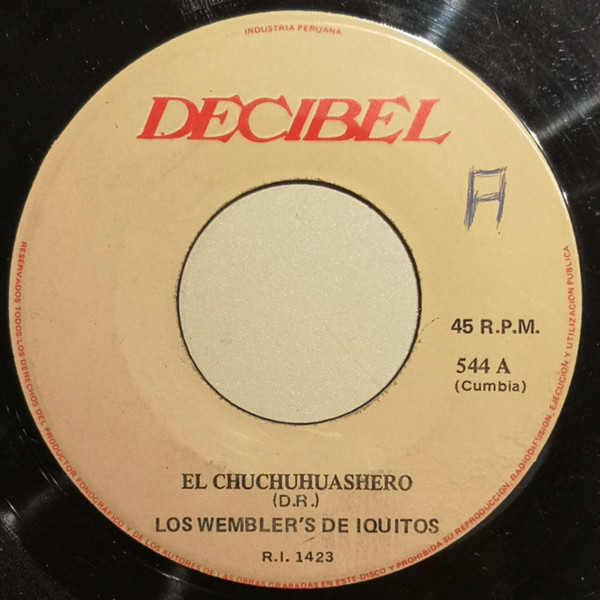 INDUSTRIA PERUANA
DECIBEL
A
45 R.P.M.
544 A
(Cumbia)
EL CHUCHUHUASHERO
(D.R.)
LOS WEMBLER'S DE IQUITOS
R.I. 1423
RESERVADOS TODOS LOS DERECHOS DEL PRODUCTOR FONOGRAFICO Y DE LOS AUTORES DE LAS OBRAS GRABADAS EN ESTE DISCO Y PROHIBIDA SU REPRODUCCION, RADIODIFUSION, EJECUCION Y UTILIZACION PUBLICA